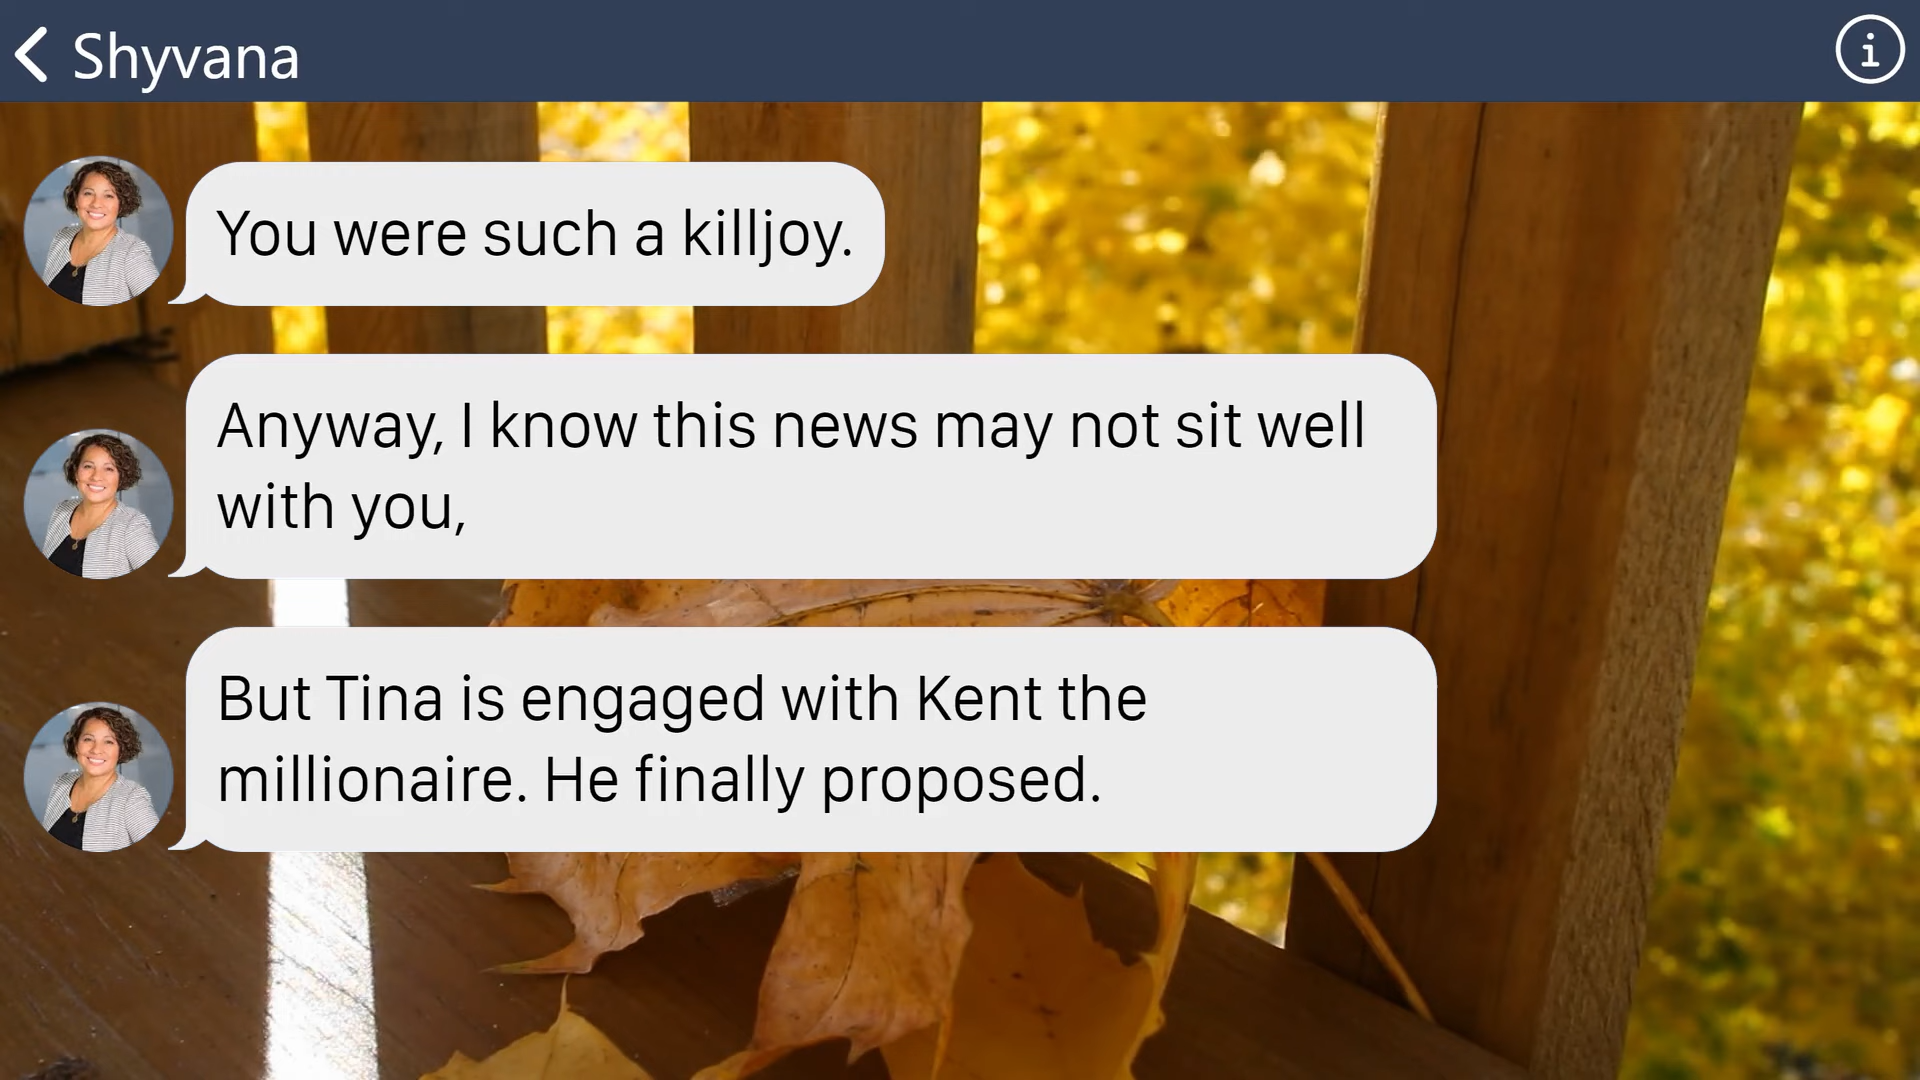 Shyvana
You were such a killjoy.
Anyway, I know this news may not sit well
with you,
But Tina is engaged with Kent the
millionaire. He finally proposed.